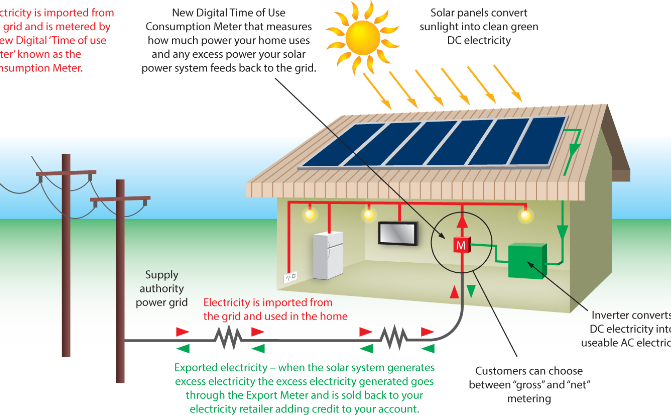 ctricity is imported from
grid and is metered by
ew Digital 'Time of use
ter' known as the
nsumption Meter.
New Digital Time of Use
Consumption Meter that measures
how much power your home uses
and any excess power your solar
power system feeds back to the grid.
Solar panels convert
sunlight into clean green
DC electricity
M
Supply
authority
power grid
Electricity is imported from
the grid and used in the home
Inverter converts
DC electricity into
useable AC electric
Exported electricity – when the solar system generates
excess electricity the excess electricity generated goes
through the Export Meter and is sold back to your
electricity retailer adding credit to your account.
Customers can choose
between "gross" and "net"
metering